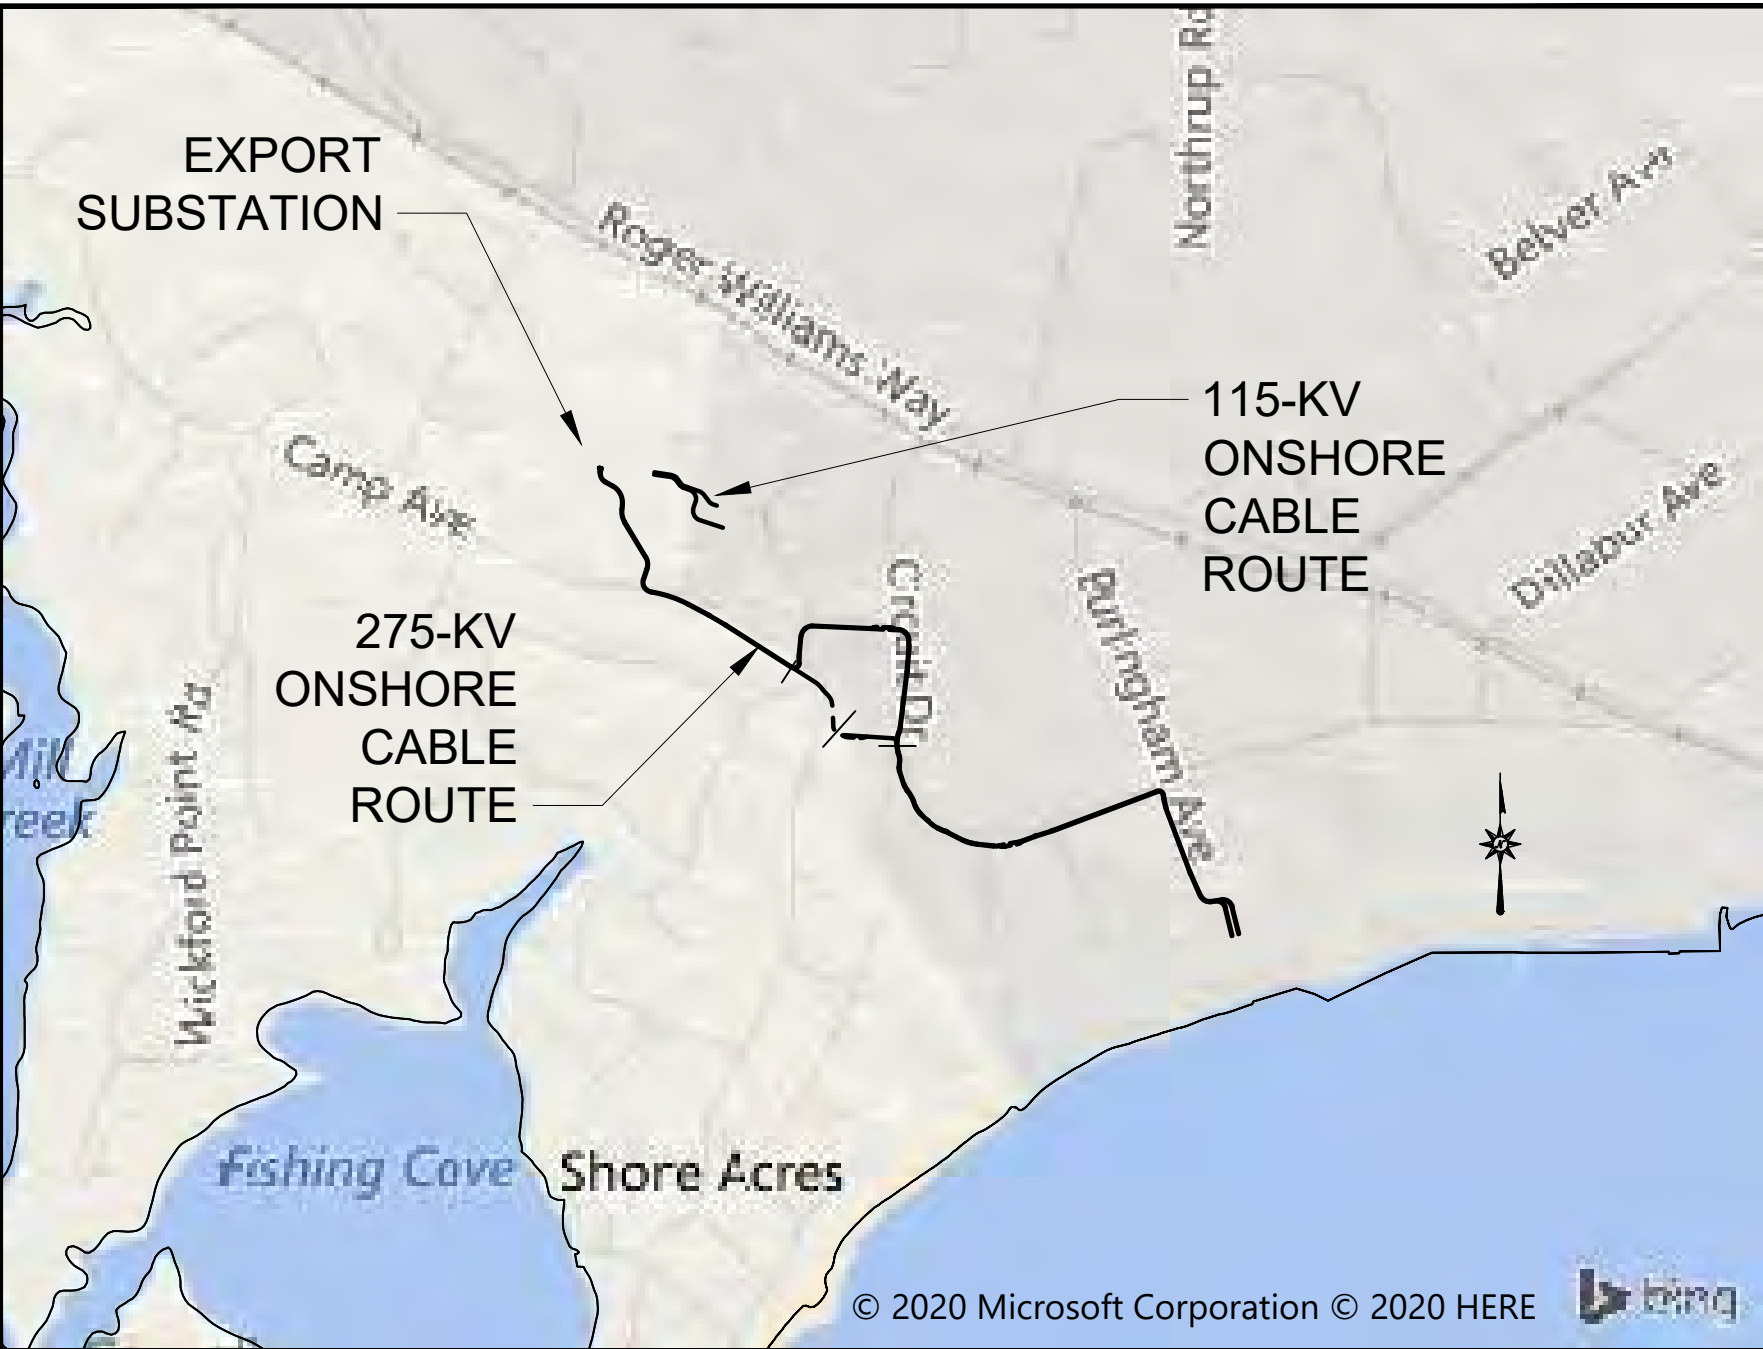 Northrup Rd
EXPORT
SUBSTATION
Belver Ave
Roger Williams Way
115-KV
ONSHORE
CABLE
ROUTE
Camp Ave
Dillabur Ave
Burlingham Ave
275-KV
ONSHORE
CABLE
ROUTE
Wickford Point Rd
Mill
reek
N
Fishing Cove
Shore Acres
© 2020 Microsoft Corporation © 2020 HERE
bing